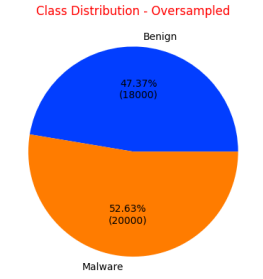 Class Distribution - Oversampled
Benign
47.37%
(18000)
52.63%
(20000)
Malware